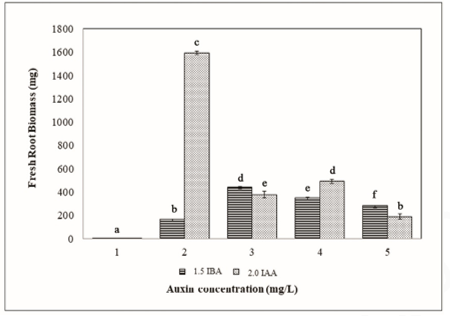 1800
1600
1400
1200
1000
800
600
400
200
0
Fresh Root Biomass (mg)
a
b
c
d
e
e
d
f
b
1 2 3 4 5
1.5 IBA 2.0 IAA
Auxin concentration (mg/L)